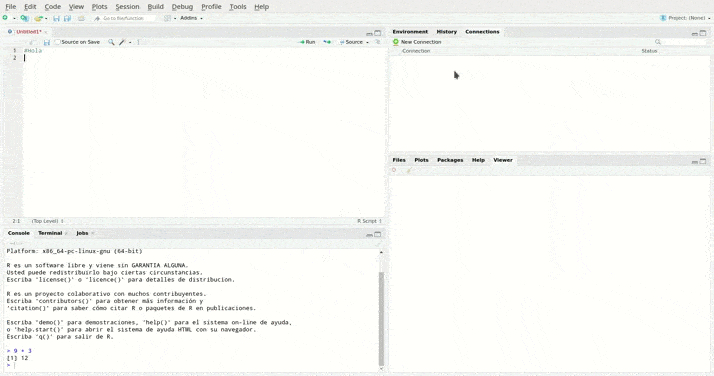 File Edit Code View Plots Session Build Debug Profile Tools Help
Go to file/function Addins Project: (None)
Untitled1*
Source on Save Run Source
1 #Hola
2
2:1 (Top Level) R Script
Console Terminal Jobs
Platform: x86_64-pc-linux-gnu (64-bit)
R es un software libre y viene sin GARANTIA ALGUNA.
Usted puede redistribuirlo bajo ciertas circunstancias.
Escriba 'license()' o 'licence()' para detalles de distribucion.
R es un proyecto colaborativo con muchos contribuyentes.
Escriba 'contributors()' para obtener más información y
'citation()' para saber cómo citar R o paquetes de R en publicaciones.
Escriba 'demo()' para demostraciones, 'help()' para el sistema on-line de ayuda,
o 'help.start()' para abrir el sistema de ayuda HTML con su navegador.
Escriba 'q()' para salir de R.
> 9 + 3
[1] 12
>
Environment History Connections
New Connection
Connection Status
Files Plots Packages Help Viewer